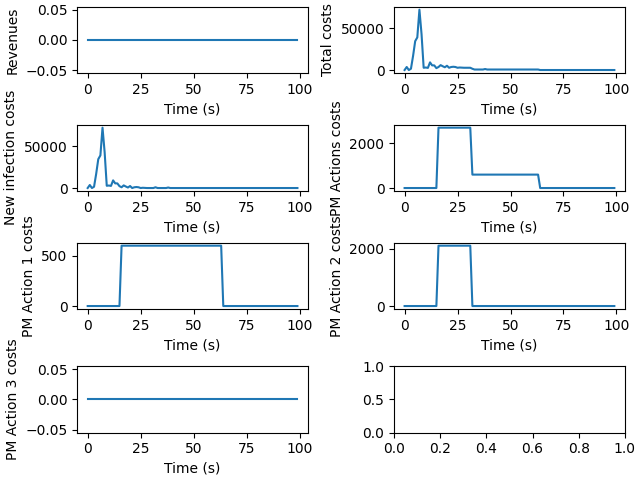 Revenues
0.05
0.00
−0.05
0 25 50 75 100
Time (s)
Total costs
50000
0
0 25 50 75 100
Time (s)
New infection costs
50000
0
0 25 50 75 100
Time (s)
PM Actions costs
2000
0
0 25 50 75 100
Time (s)
PM Action 1 costs
500
0
0 25 50 75 100
Time (s)
PM Action 2 costs
2000
0
0 25 50 75 100
Time (s)
PM Action 3 costs
0.05
0.00
−0.05
0 25 50 75 100
Time (s)
1.0
0.5
0.0
0.0 0.2 0.4 0.6 0.8 1.0